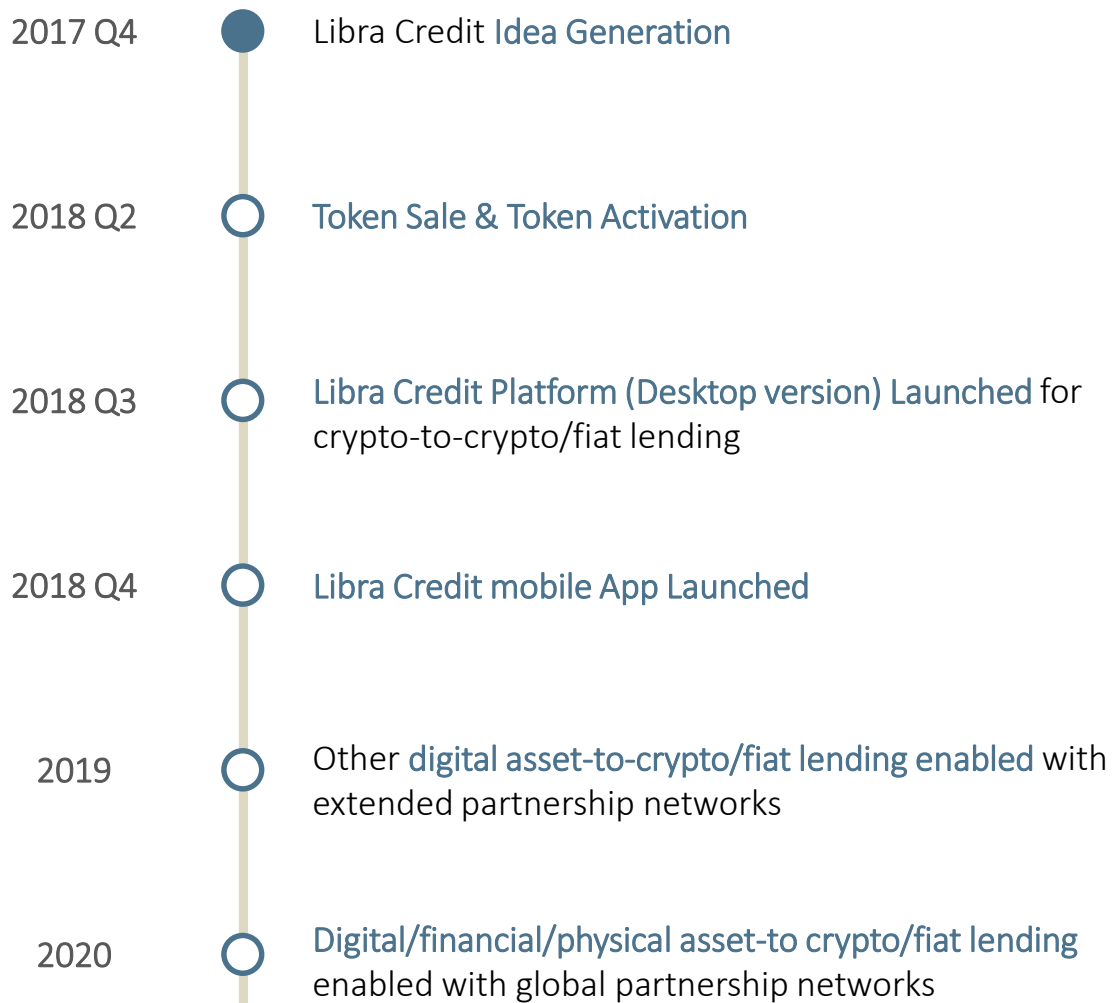 2017 Q4
Libra Credit Idea Generation
2018 Q2
Token Sale & Token Activation
2018 Q3
Libra Credit Platform (Desktop version) Launched for
crypto-to-crypto/fiat lending
2018 Q4
Libra Credit mobile App Launched
2019
Other digital asset-to-crypto/fiat lending enabled with
extended partnership networks
2020
Digital/financial/physical asset-to crypto/fiat lending
enabled with global partnership networks